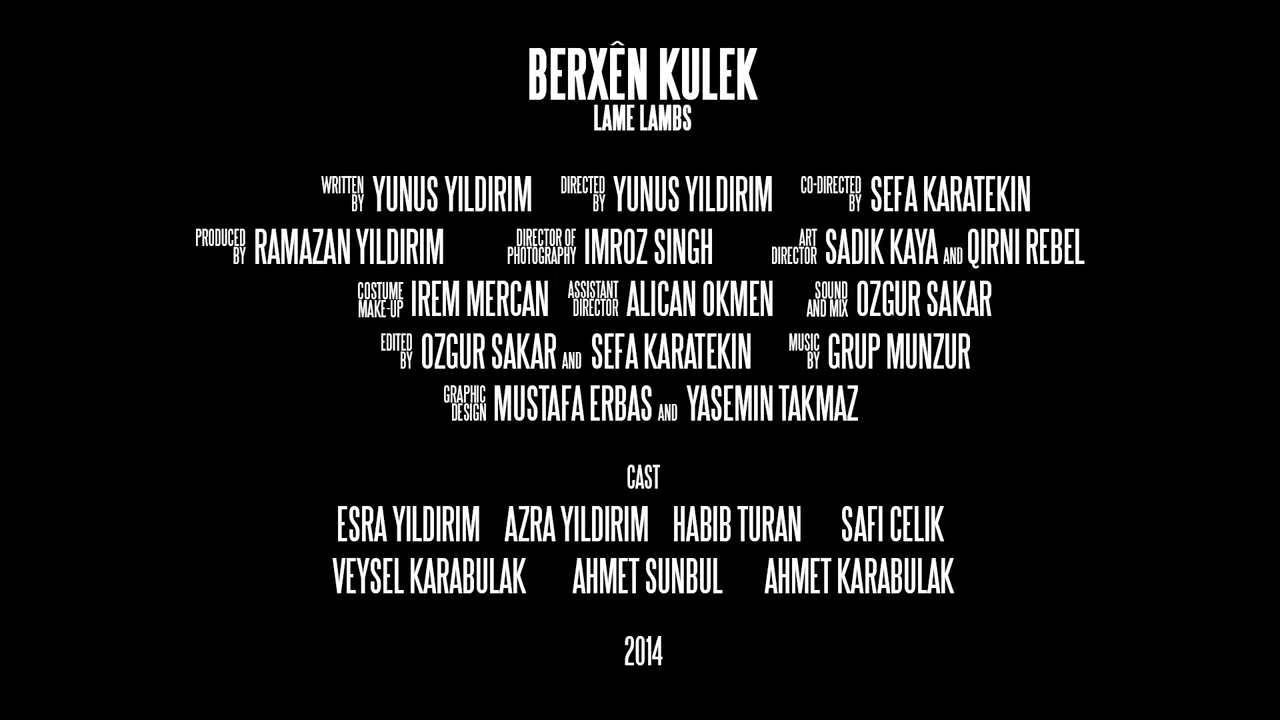 BERXÊN KULEK
LAME LAMBS
WRITTEN BY YUNUS YILDIRIM DIRECTED BY YUNUS YILDIRIM CO-DIRECTED BY SEFA KARATEKIN
PRODUCED BY RAMAZAN YILDIRIM DIRECTOR OF PHOTOGRAPHY IMROZ SINGH ART DIRECTOR SADIK KAYA AND QIRNI REBEL
COSTUME MAKE-UP IREM MERCAN ASSISTANT DIRECTOR ALICAN OKMEN SOUND AND MIX OZGUR SAKAR
EDITED BY OZGUR SAKAR AND SEFA KARATEKIN MUSIC BY GRUP MUNZUR
GRAPHIC DESIGN MUSTAFA ERBAS AND YASEMIN TAKMAZ
CAST
ESRA YILDIRIM AZRA YILDIRIM HABIB TURAN SAFI CELIK
VEYSEL KARABULAK AHMET SUNBUL AHMET KARABULAK
2014